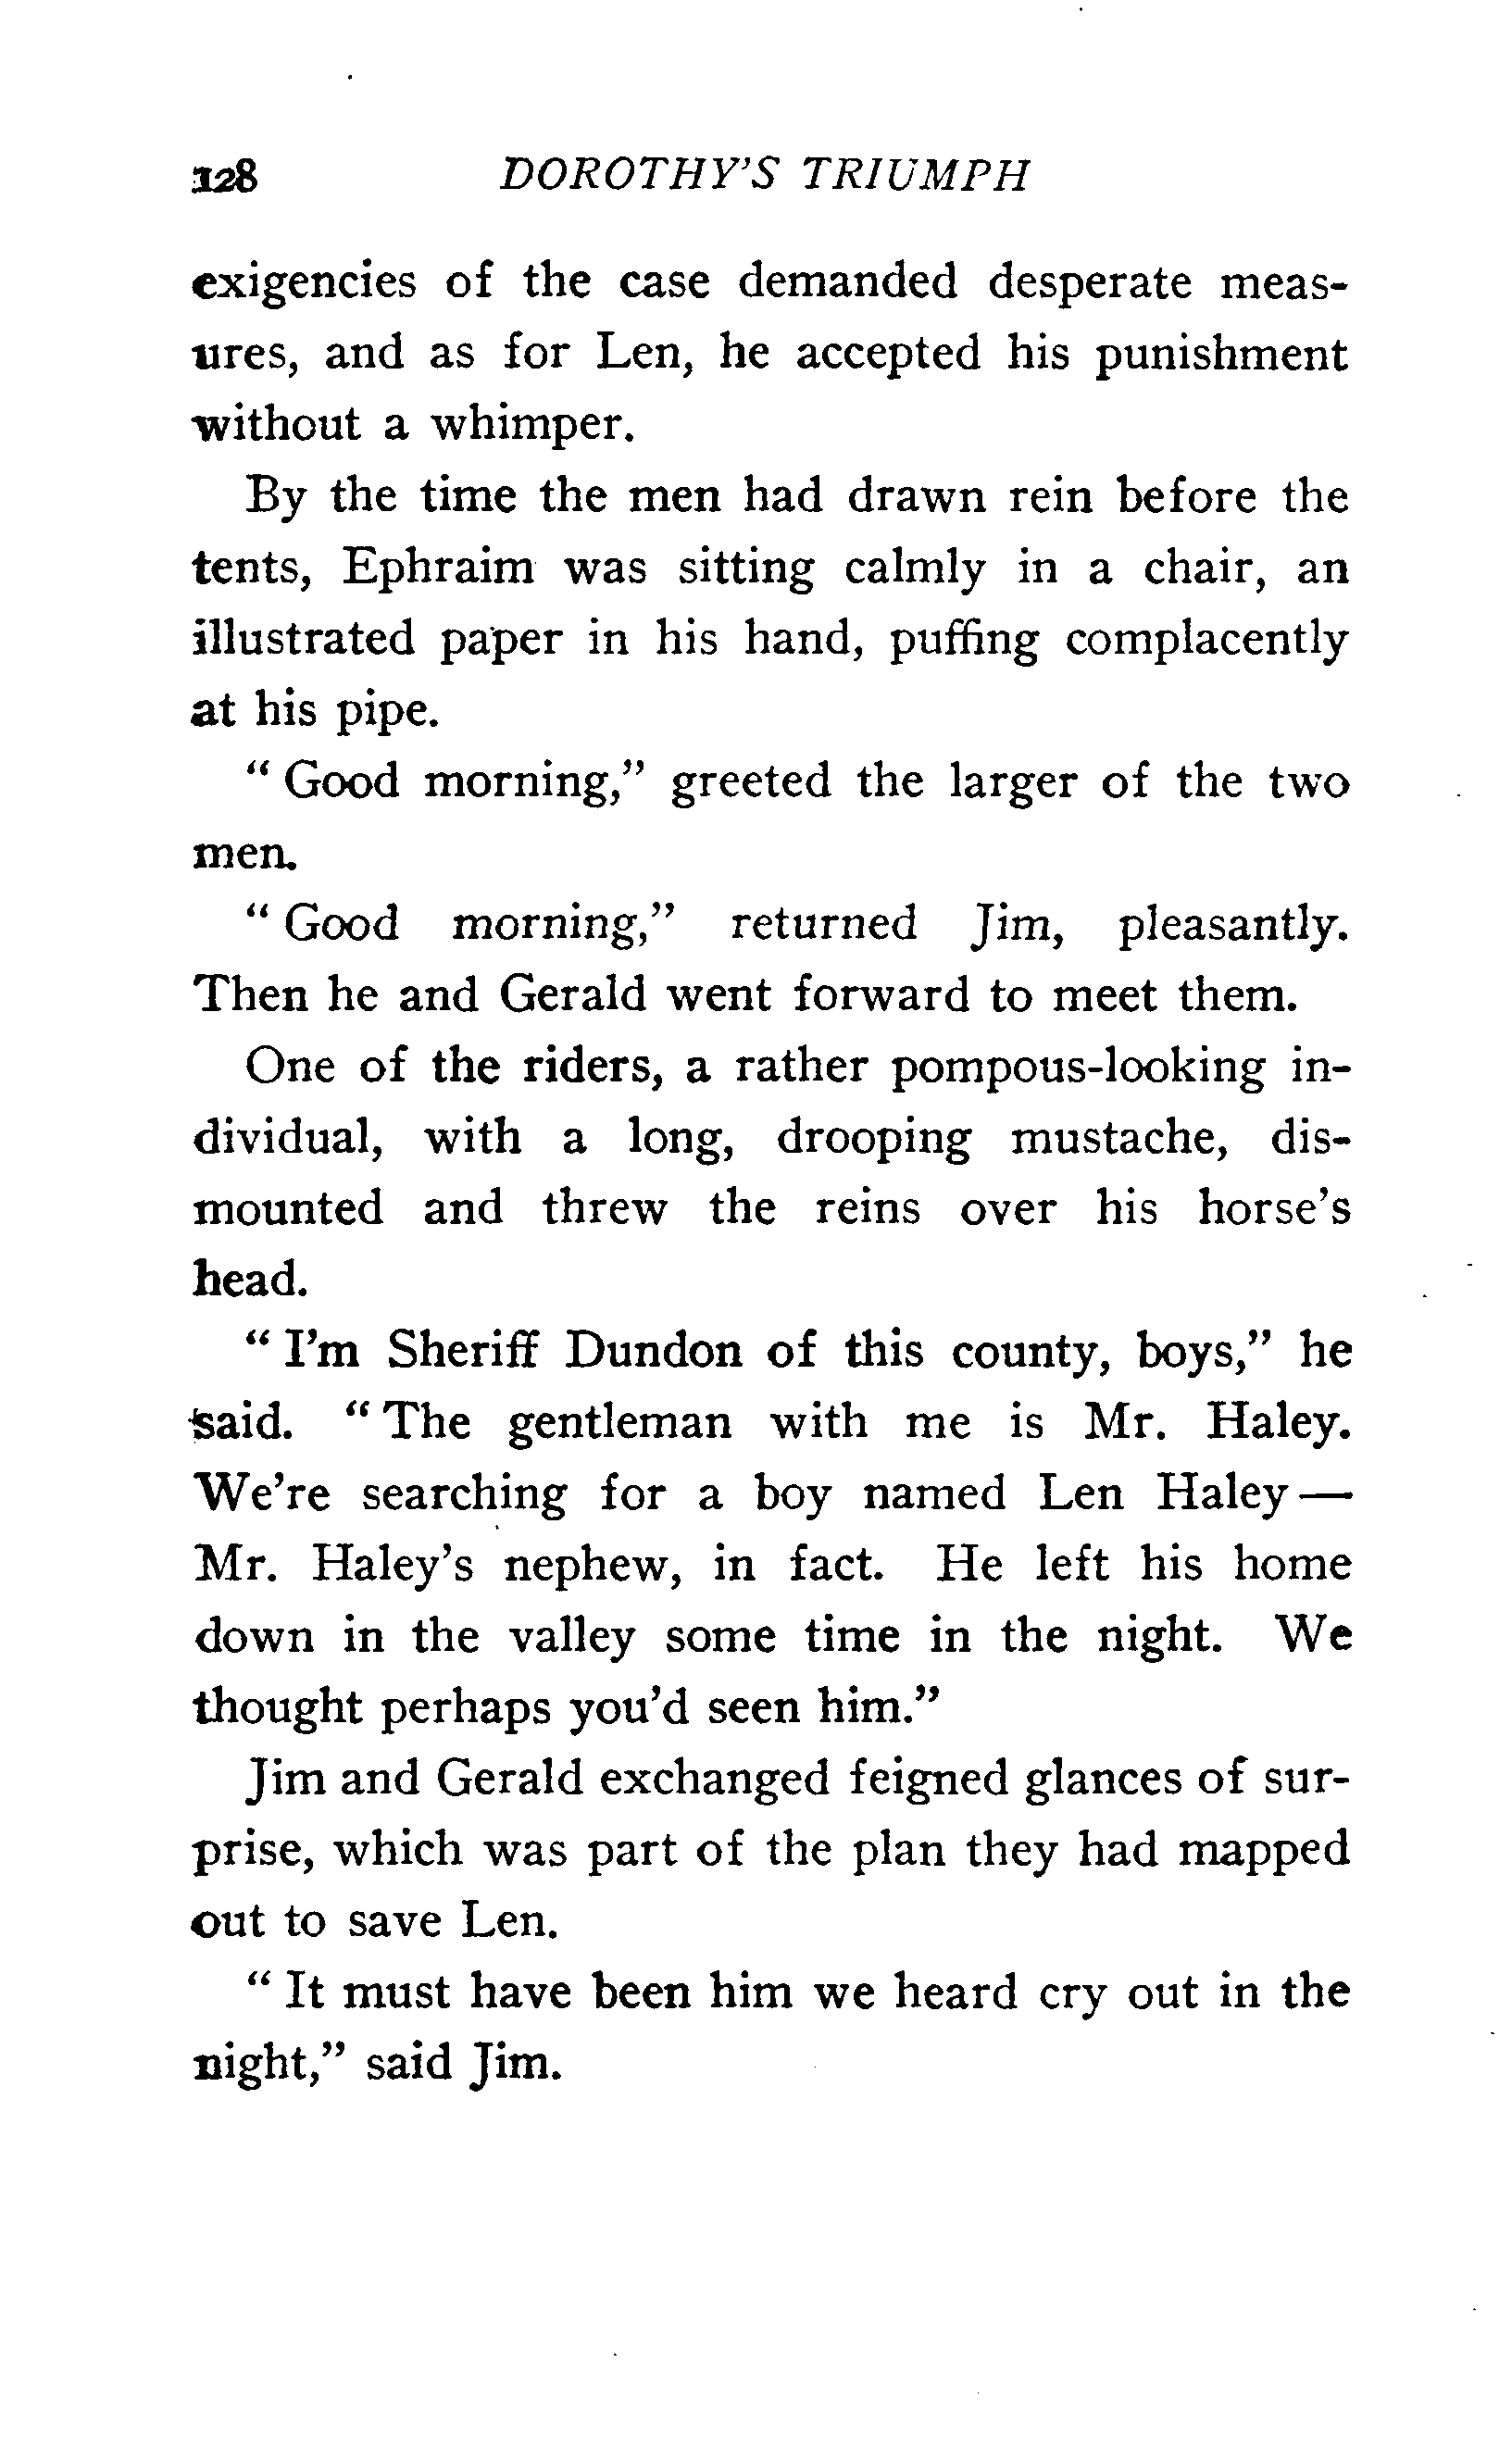 128 DOROTHY'S TRIUMPH
exigencies of the case demanded desperate meas-
ures, and as for Len, he accepted his punishment
without a whimper.
By the time the men had drawn rein before the
tents, Ephraim was sitting calmly in a chair, an
illustrated paper in his hand, puffing complacently
at his pipe.
" Good morning," greeted the larger of the two
men.
" Good morning," returned Jim, pleasantly.
Then he and Gerald went forward to meet them.
One of the riders, a rather pompous-looking in-
dividual, with a long, drooping mustache, dis-
mounted and threw the reins over his horse's
head.
" I'm Sheriff Dundon of this county, boys," he
said. " The gentleman with me is Mr. Haley.
We're searching for a boy named Len Haley —
Mr. Haley's nephew, in fact. He left his home
down in the valley some time in the night. We
thought perhaps you'd seen him."
Jim and Gerald exchanged feigned glances of sur-
prise, which was part of the plan they had mapped
out to save Len.
" It must have been him we heard cry out in the
night," said Jim.